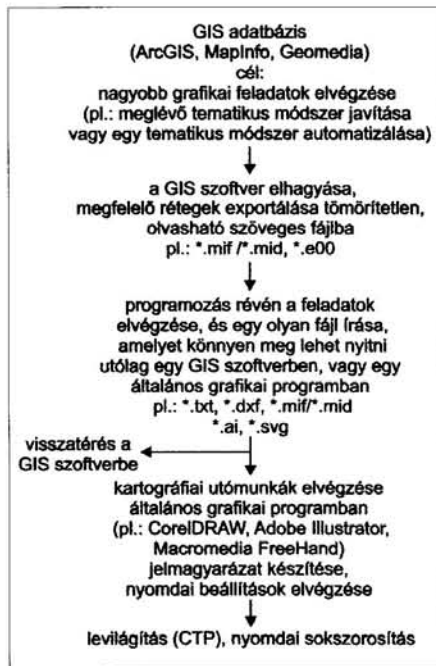 GIS adatbázis
(ArcGIS, MapInfo, Geomedia)
cél:
nagyobb grafikai feladatok elvégzése
(pl.: meglévő tematikus módszer javítása
vagy egy tematikus módszer automatizálása)
a GIS szoftver elhagyása,
megfelelő rétegek exportálása tömörítetlen,
olvasható szöveges fájlba
pl.: *.mif /*.mid, *.e00
programozás révén a feladatok
elvégzése, és egy olyan fájl írása,
amelyet könnyen meg lehet nyitni
utólag egy GIS szoftverben, vagy egy
általános grafikai programban
pl.: *.txt, *.dxf, *.mif/*.mid
*.ai, *.svg
visszatérés a
GIS szoftverbe
kartográfiai utómunkák elvégzése
általános grafikai programban
(pl.: CorelDRAW, Adobe Illustrator,
Macromedia FreeHand)
jelmagyarázat készítése,
nyomdai beállítások elvégzése
levilágítás (CTP), nyomdai sokszorosítás